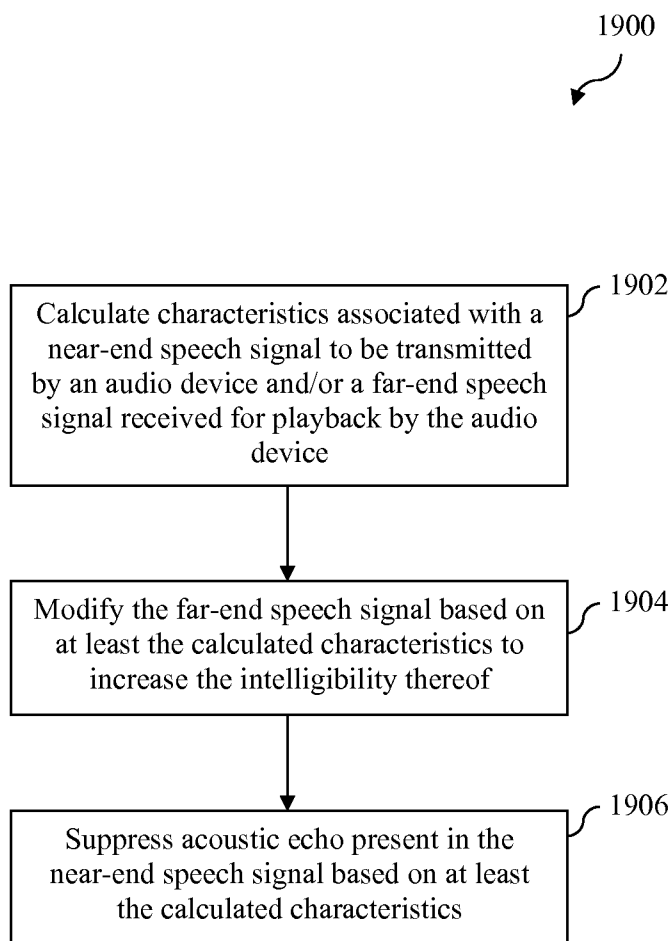 1900
1902
Calculate characteristics associated with a
near-end speech signal to be transmitted
by an audio device and/or a far-end speech
signal received for playback by the audio
device
1904
Modify the far-end speech signal based on
at least the calculated characteristics to
increase the intelligibility thereof
1906
Suppress acoustic echo present in the
near-end speech signal based on at least
the calculated characteristics